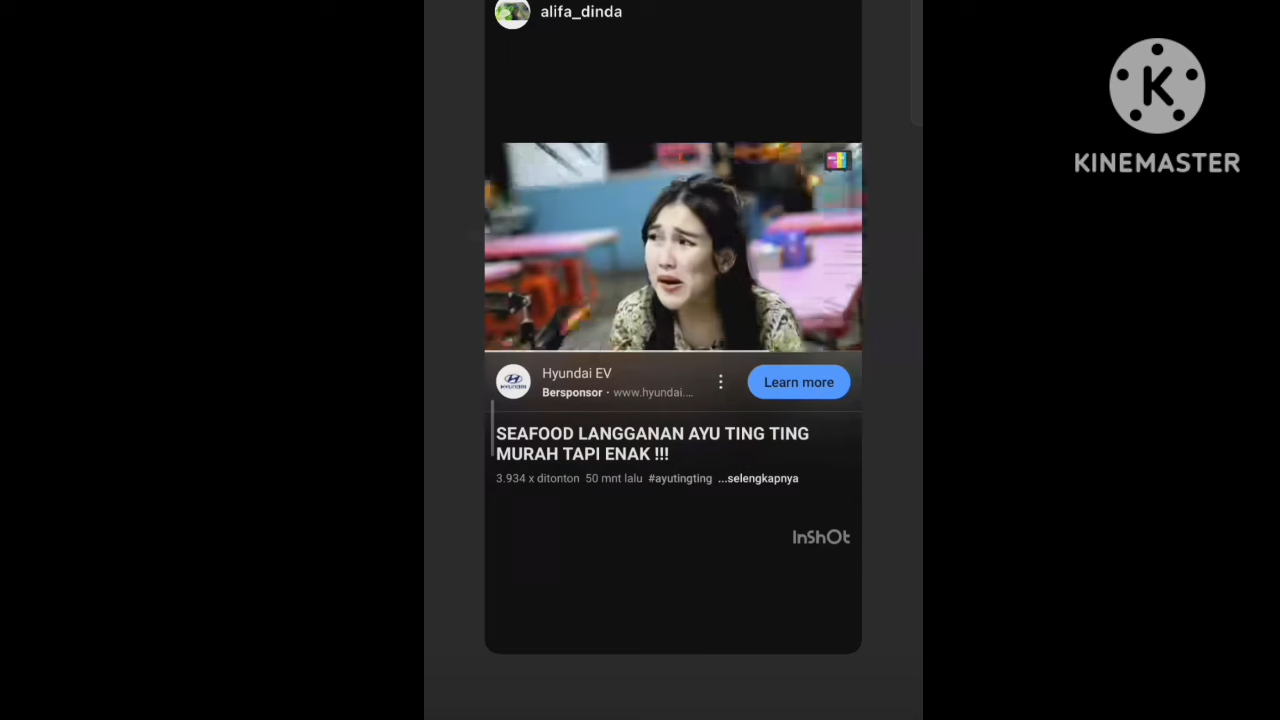 alifa_dinda
KINEMASTER
Hyundai EV
Bersponsor · www.hyundai....
Learn more
SEAFOOD LANGGANAN AYU TING TING
MURAH TAPI ENAK !!!
3.934 x ditonton 50 mnt lalu #ayutingting ...selengkapnya
InShOt